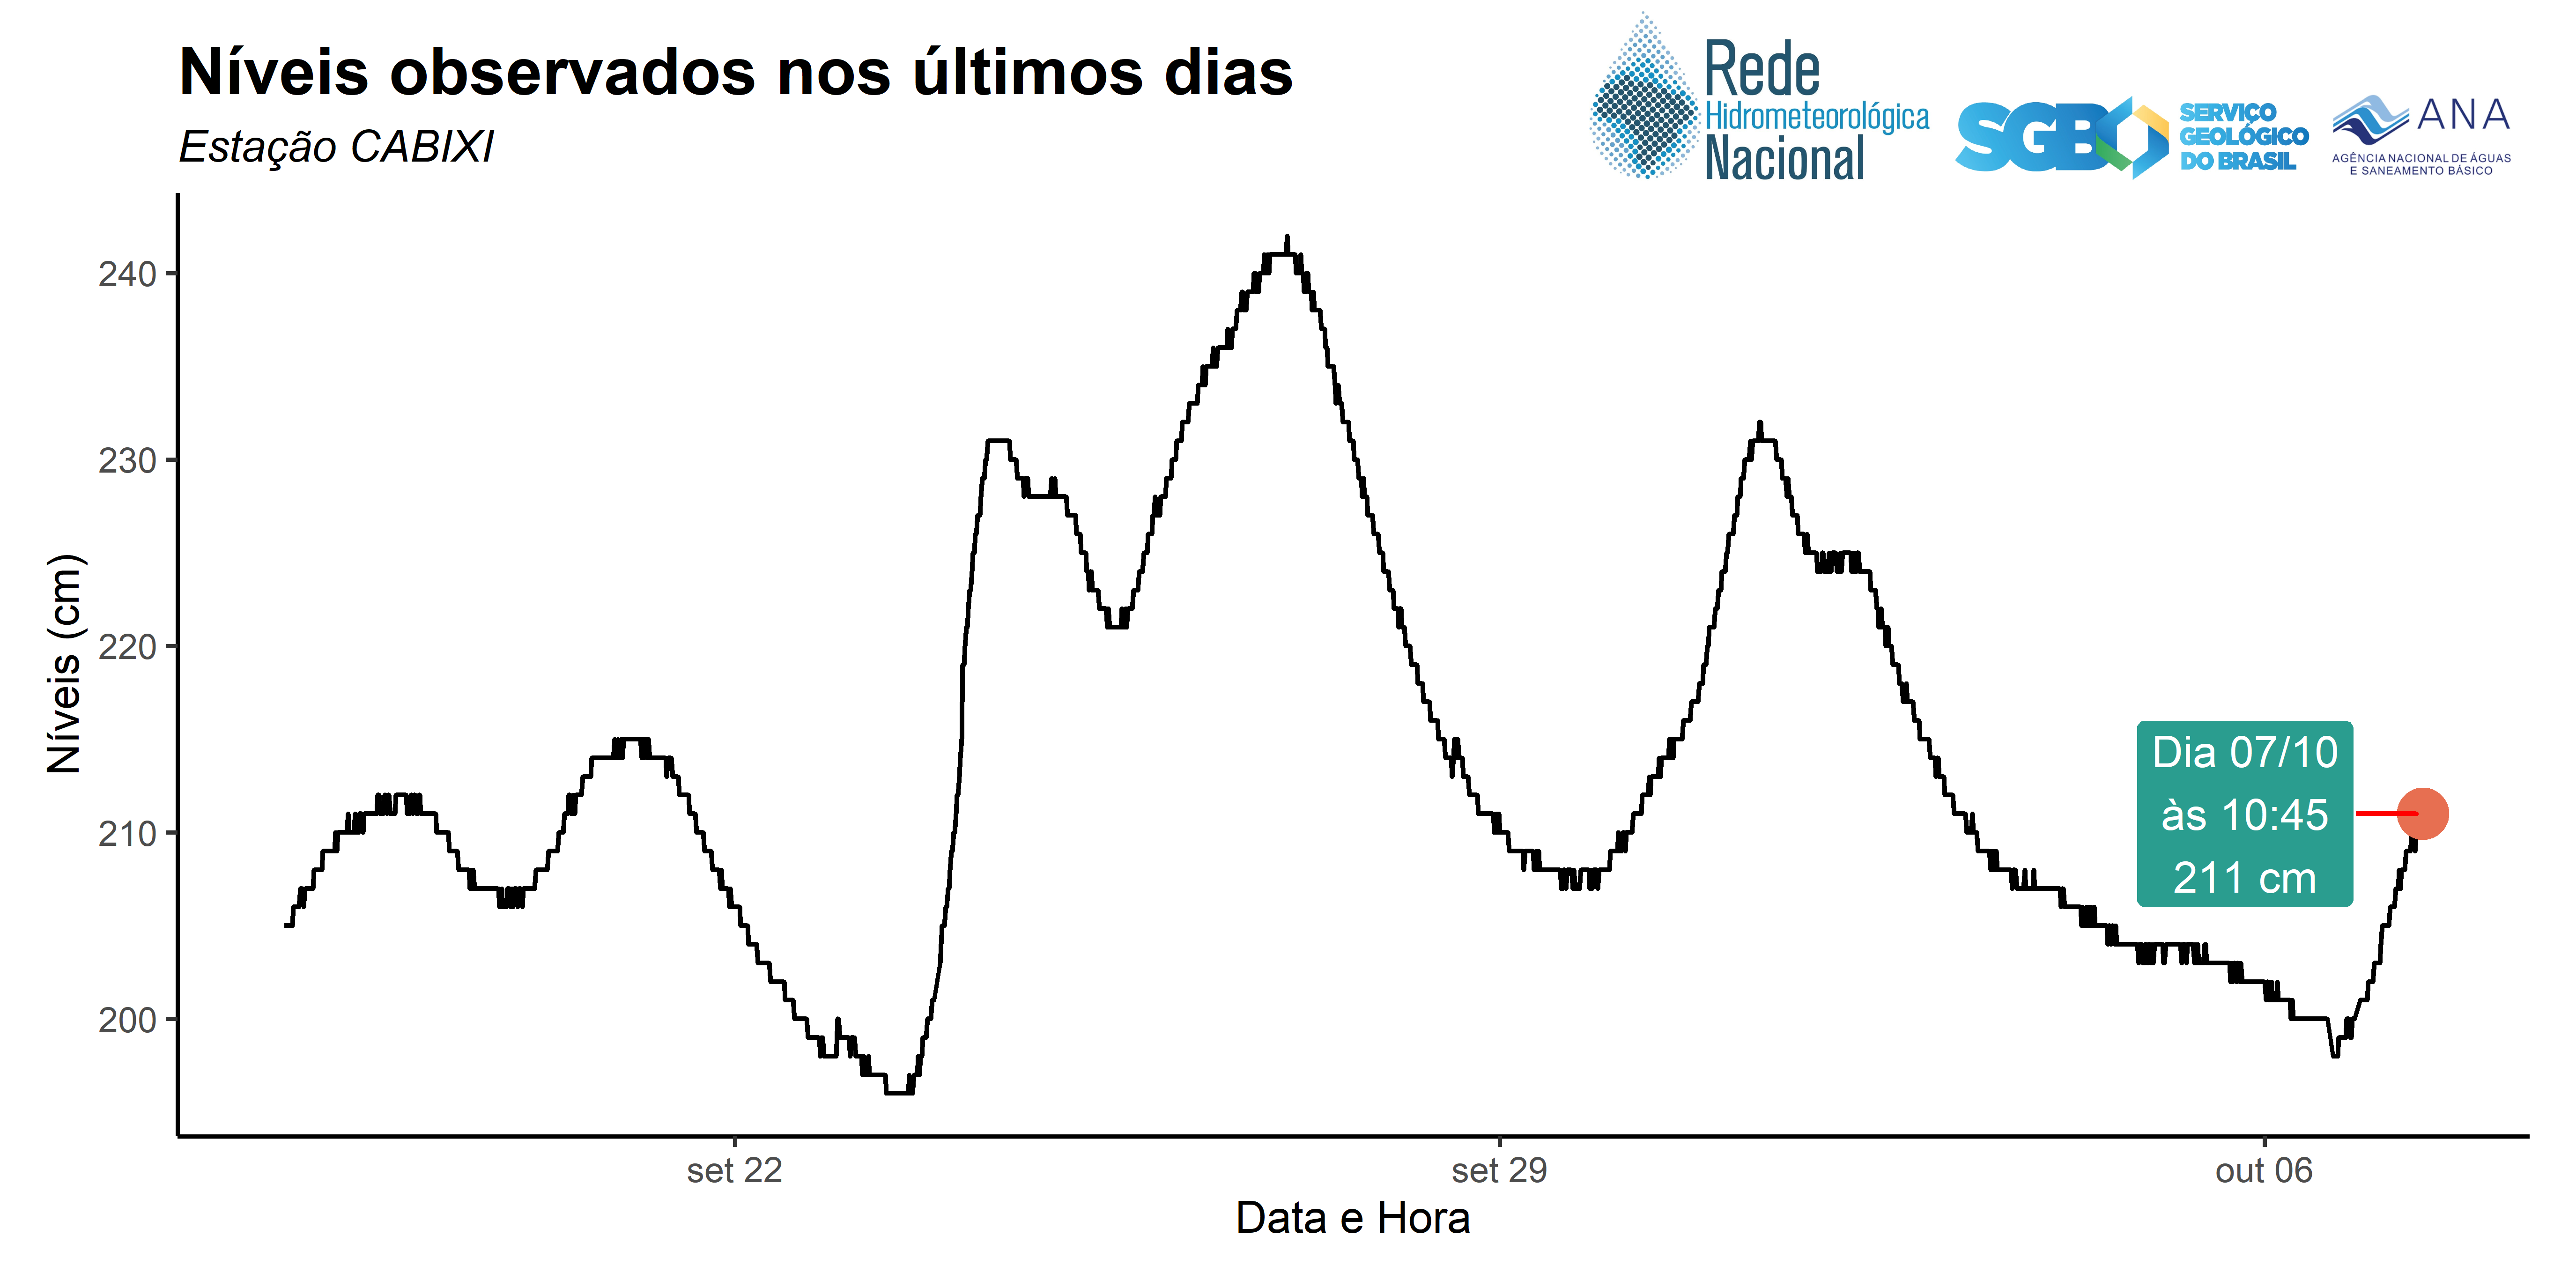 Níveis observados nos últimos dias
Estação CABIXI
Rede
Hidrometeorológica
Nacional
SGB
SERVIÇO
GEOLÓGICO
DO BRASIL
ANA
AGÊNCIA NACIONAL DE ÁGUAS
E SANEAMENTO BÁSICO
Níveis (cm)
240
230
220
210
200
Dia 07/10
às 10:45
211 cm
set 22
set 29
out 06
Data e Hora